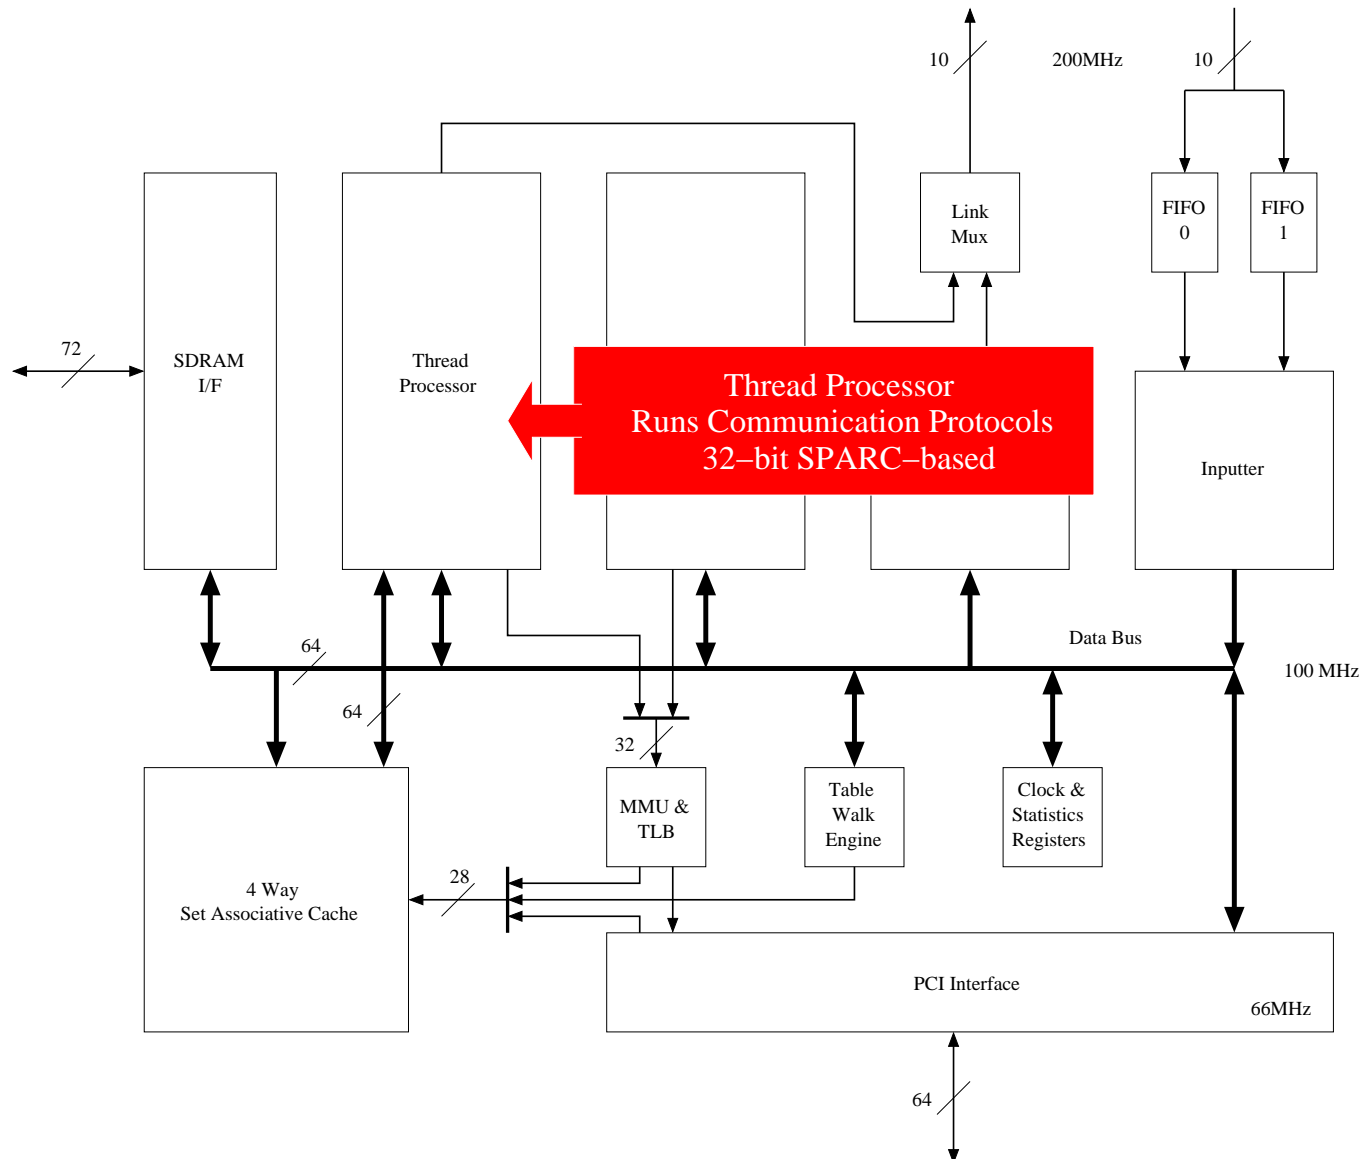 10
200MHz
10
Link
Mux
FIFO
0
FIFO
1
72
SDRAM
I/F
Thread
Processor
Thread Processor
Runs Communication Protocols
32−bit SPARC−based
Inputter
64
Data Bus
100 MHz
64
32
MMU &
TLB
Table
Walk
Engine
Clock &
Statistics
Registers
28
4 Way
Set Associative Cache
PCI Interface
66MHz
64